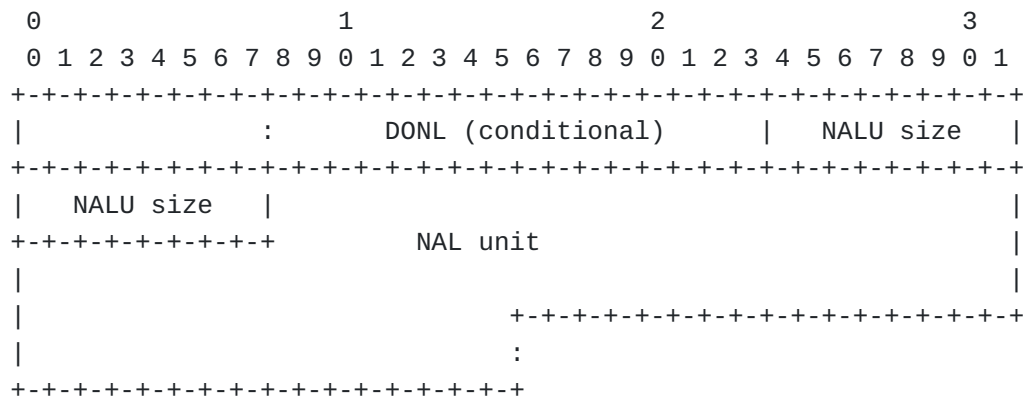 0                   1                   2                   3
 0 1 2 3 4 5 6 7 8 9 0 1 2 3 4 5 6 7 8 9 0 1 2 3 4 5 6 7 8 9 0 1
+-+-+-+-+-+-+-+-+-+-+-+-+-+-+-+-+-+-+-+-+-+-+-+-+-+-+-+-+-+-+-+-+
|               :       DONL (conditional)      |   NALU size   |
+-+-+-+-+-+-+-+-+-+-+-+-+-+-+-+-+-+-+-+-+-+-+-+-+-+-+-+-+-+-+-+-+
|   NALU size   |                                               |
+-+-+-+-+-+-+-+-+         NAL unit                              |
|                                                               |
|                               +-+-+-+-+-+-+-+-+-+-+-+-+-+-+-+-+
|                               :
+-+-+-+-+-+-+-+-+-+-+-+-+-+-+-+-+